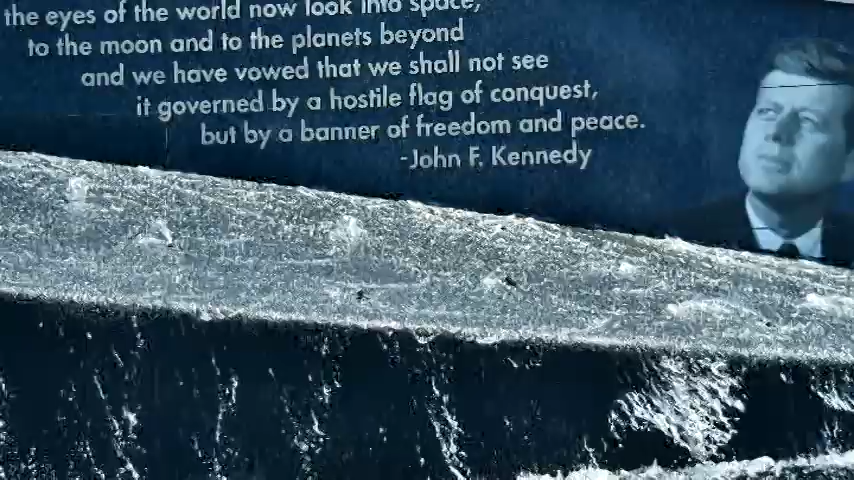 the eyes of the world now look into space,
to the moon and to the planets beyond
and we have vowed that we shall not see
it governed by a hostile flag of conquest,
but by a banner of freedom and peace.
-John F. Kennedy